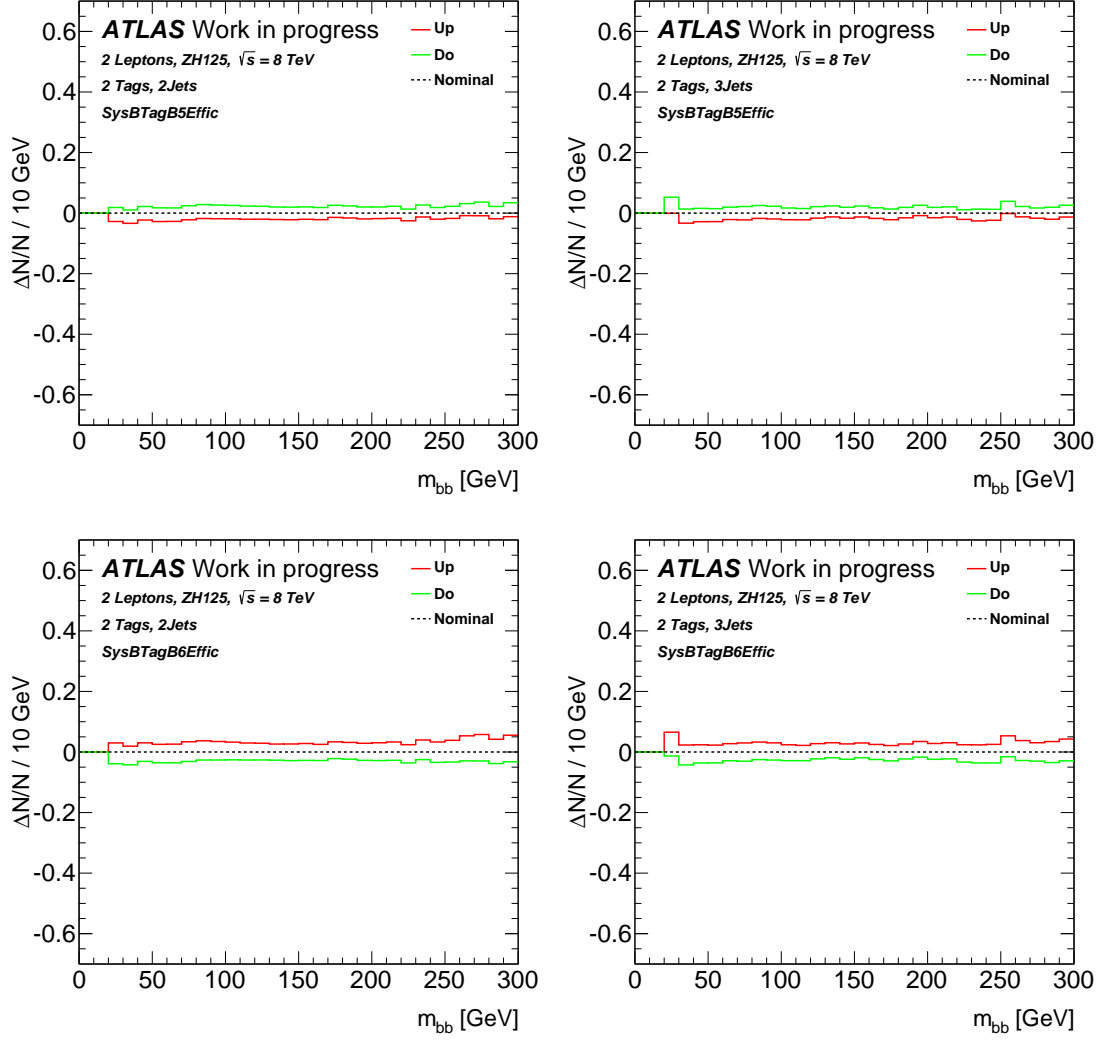 ATLAS Work in progress
2 Leptons, ZH125, √s = 8 TeV
2 Tags, 2Jets
SysBTagB5Effic
Up
Do
Nominal
ΔN/N / 10 GeV
0.6
0.4
0.2
0
-0.2
-0.4
-0.6
0 50 100 150 200 250 300
m_bb [GeV]
ATLAS Work in progress
2 Leptons, ZH125, √s = 8 TeV
2 Tags, 3Jets
SysBTagB5Effic
Up
Do
Nominal
ΔN/N / 10 GeV
0.6
0.4
0.2
0
-0.2
-0.4
-0.6
0 50 100 150 200 250 300
m_bb [GeV]
ATLAS Work in progress
2 Leptons, ZH125, √s = 8 TeV
2 Tags, 2Jets
SysBTagB6Effic
Up
Do
Nominal
ΔN/N / 10 GeV
0.6
0.4
0.2
0
-0.2
-0.4
-0.6
0 50 100 150 200 250 300
m_bb [GeV]
ATLAS Work in progress
2 Leptons, ZH125, √s = 8 TeV
2 Tags, 3Jets
SysBTagB6Effic
Up
Do
Nominal
ΔN/N / 10 GeV
0.6
0.4
0.2
0
-0.2
-0.4
-0.6
0 50 100 150 200 250 300
m_bb [GeV]